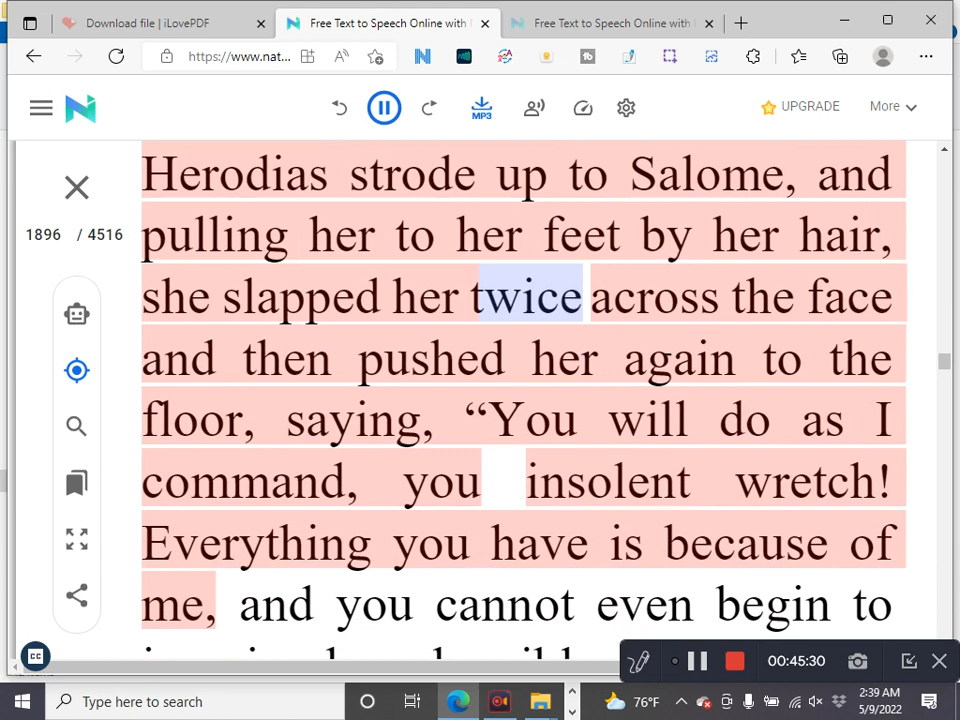 Download file | iLovePDF
Free Text to Speech Online with
Free Text to Speech Online with
https://www.nat...
MP3
UPGRADE
More
1896 / 4516
Herodias strode up to Salome, and
pulling her to her feet by her hair,
she slapped her twice across the face
and then pushed her again to the
floor, saying, “You will do as I
command, you insolent wretch!
Everything you have is because of
me, and you cannot even begin to
CC
00:45:30
Type here to search
76°F
2:39 AM
5/9/2022